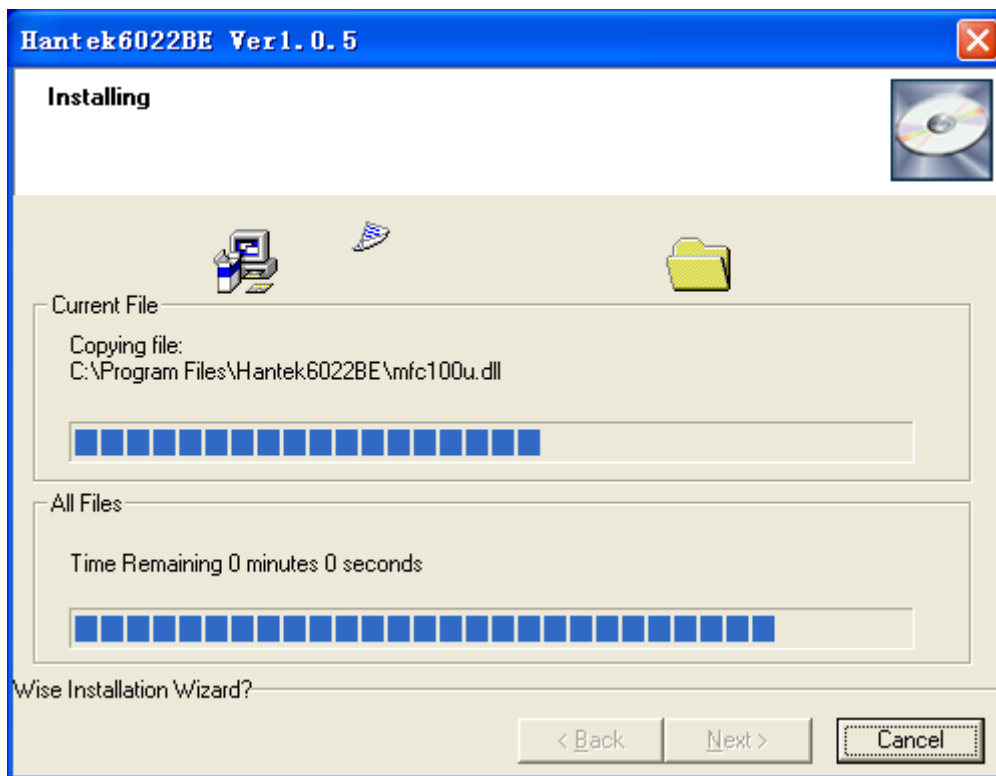 Hantek6022BE Ver1.0.5
Installing
Current File
Copying file:
C:\Program Files\Hantek6022BE\mfc100u.dll
All Files
Time Remaining 0 minutes 0 seconds
Wise Installation Wizard?
< Back Next > Cancel